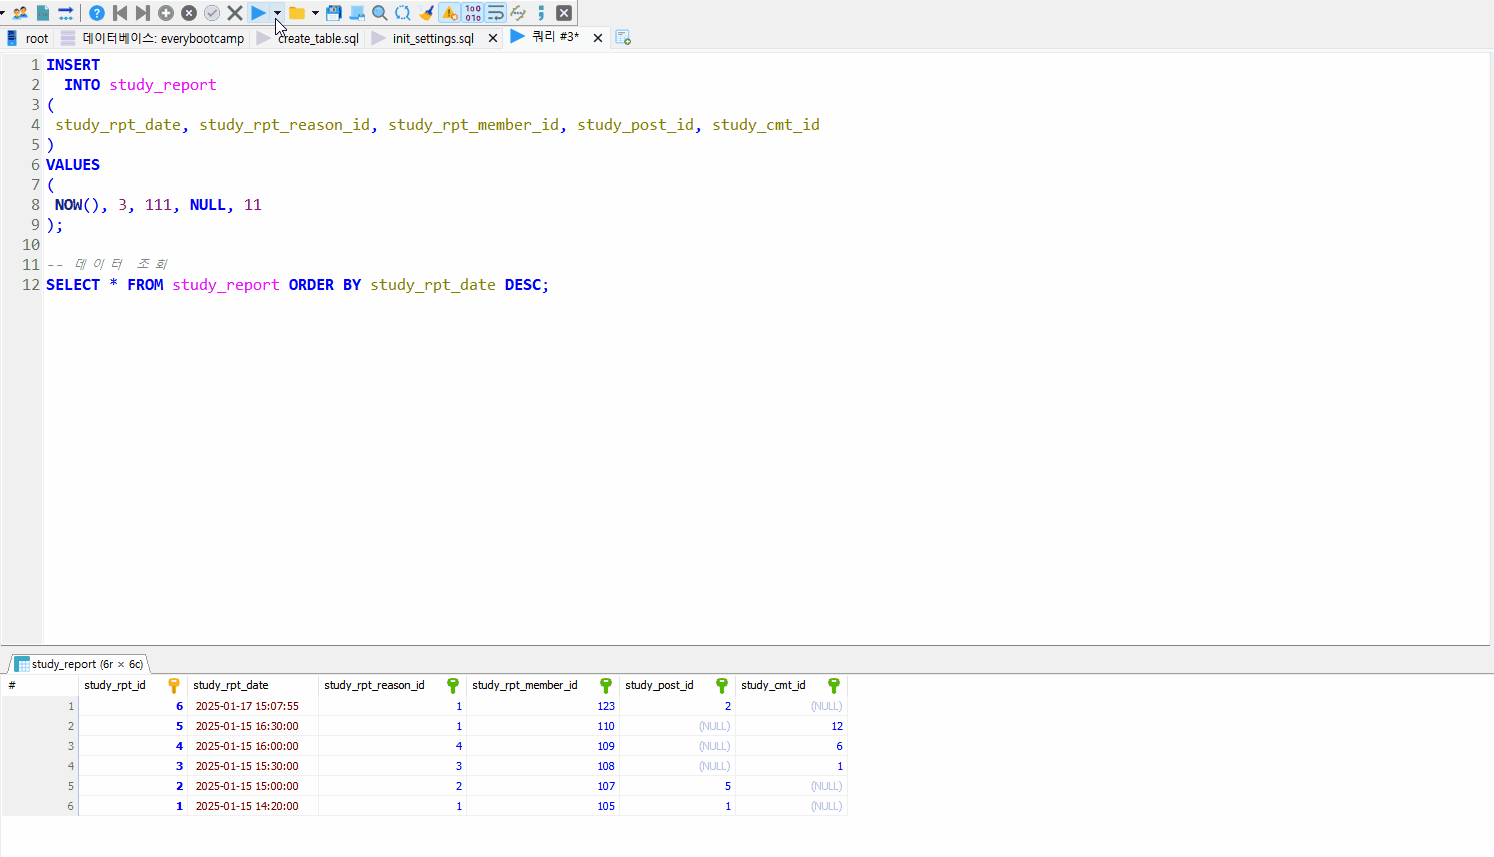 root 데이터베이스: everybootcamp create_table.sql init_settings.sql 쿼리 #3*
1 INSERT
2 INTO study_report
3 (
4 study_rpt_date, study_rpt_reason_id, study_rpt_member_id, study_post_id, study_cmt_id
5 )
6 VALUES
7 (
8 NOW(), 3, 111, NULL, 11
9 );
10
11 -- 데이터 조회
12 SELECT * FROM study_report ORDER BY study_rpt_date DESC;
study_report (6r × 6c)
# study_rpt_id study_rpt_date study_rpt_reason_id study_rpt_member_id study_post_id study_cmt_id
1 6 2025-01-17 15:07:55 1 123 2 (NULL)
2 5 2025-01-15 16:30:00 1 110 (NULL) 12
3 4 2025-01-15 16:00:00 4 109 (NULL) 6
4 3 2025-01-15 15:30:00 3 108 (NULL) 1
5 2 2025-01-15 15:00:00 2 107 5 (NULL)
6 1 2025-01-15 14:20:00 1 105 1 (NULL)